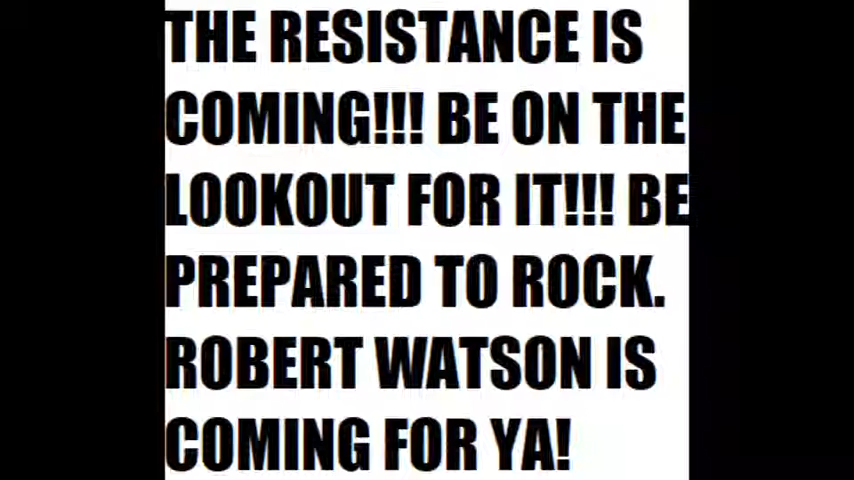 THE RESISTANCE IS
COMING!!! BE ON THE
LOOKOUT FOR IT!!! BE
PREPARED TO ROCK.
ROBERT WATSON IS
COMING FOR YA!